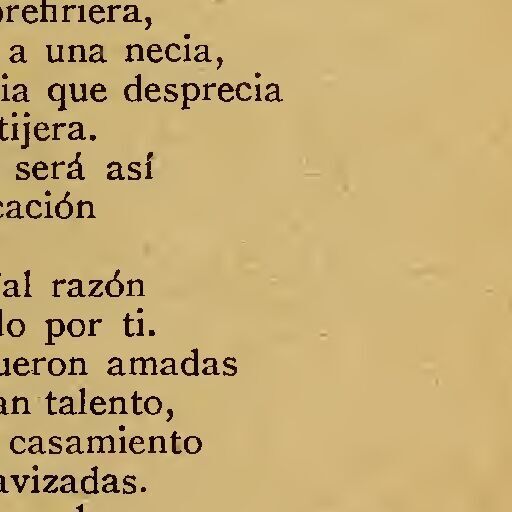 prefiriera,
a una necia,
ia que desprecia
tijera.
será así
cación
al razón
lo por ti.
ueron amadas
an talento,
casamiento
avizadas.